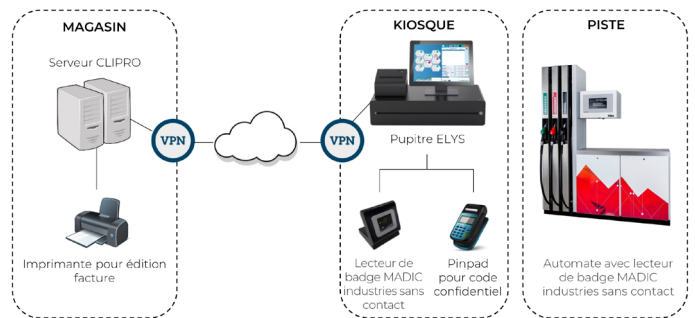 MAGASIN
Serveur CLIPRO
VPN
Imprimante pour édition
facture
KIOSQUE
VPN
Pupitre ELYS
Lecteur de
badge MADIC
industries sans
contact
Pinpad
pour code
confidentiel
PISTE
Automate avec lecteur
de badge MADIC
industries sans contact